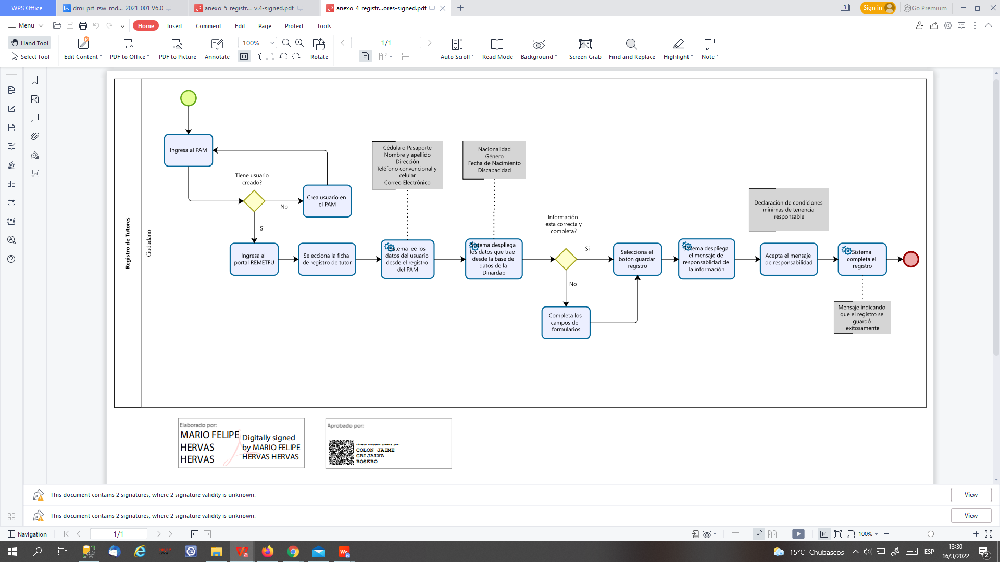 WPS Office
dmi_prt_rsw_md..._2021_001 V6.0
anexo_5_registr..._v.4-signed.pdf
anexo_4_registr...ores-signed.pdf
3
Sign in
Go Premium
Menu
Home
Insert
Comment
Edit
Page
Protect
Tools
Hand Tool
Select Tool
Edit Content
PDF to Office
PDF to Picture
Annotate
100%
1:1
Rotate
1/1
Auto Scroll
Read Mode
Background
Screen Grab
Find and Replace
Highlight
Note
Registro de Tutores
Ciudadano
Ingresa al PAM
Tiene usuario
creado?
No
Crea usuario en
el PAM
Si
Ingresa al
portal REMETFU
Selecciona la ficha
de registro de tutor
Cédula o Pasaporte
Nombre y apellido
Dirección
Teléfono convencional y
celular
Correo Electrónico
Sistema lee los
datos del usuario
desde el registro
del PAM
Nacionalidad
Género
Fecha de Nacimiento
Discapacidad
Sistema despliega
los datos que trae
desde la base de
datos de la
Dinardap
Información
esta correcta y
completa?
Si
No
Completa los
campos del
formularios
Selecciona el
botón guardar
registro
Sistema despliega
el mensaje de
responsablidad de
la información
Declaración de condiciones
mínimas de tenencia
responsable
Acepta el mensaje
de responsabilidad
Sistema
completa el
registro
Mensaje indicando
que el registro se
guardó
exitosamente
Elaborado por:
MARIO FELIPE
HERVAS
HERVAS
Digitally signed
by MARIO FELIPE
HERVAS HERVAS
Aprobado por:
Firmado electrónicamente por:
COLON JAIME
GRIJALVA
ROSERO
This document contains 2 signatures, where 2 signature validity is unknown.
View
This document contains 2 signatures, where 2 signature validity is unknown.
View
Navigation
1/1
1:1
100%
15°C Chubascos
ESP
13:30
16/3/2022
2